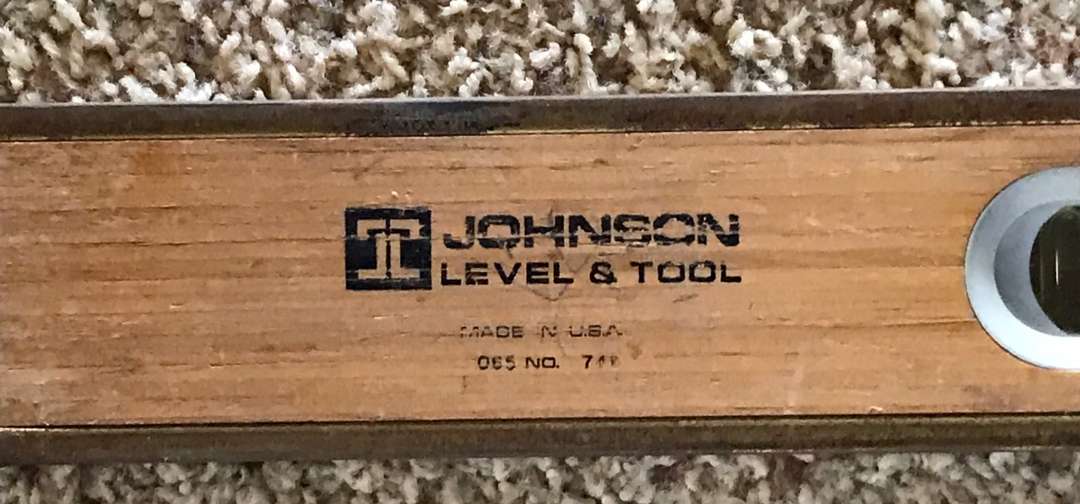 JOHNSON
LEVEL & TOOL
MADE IN U.S.A.
065 NO.